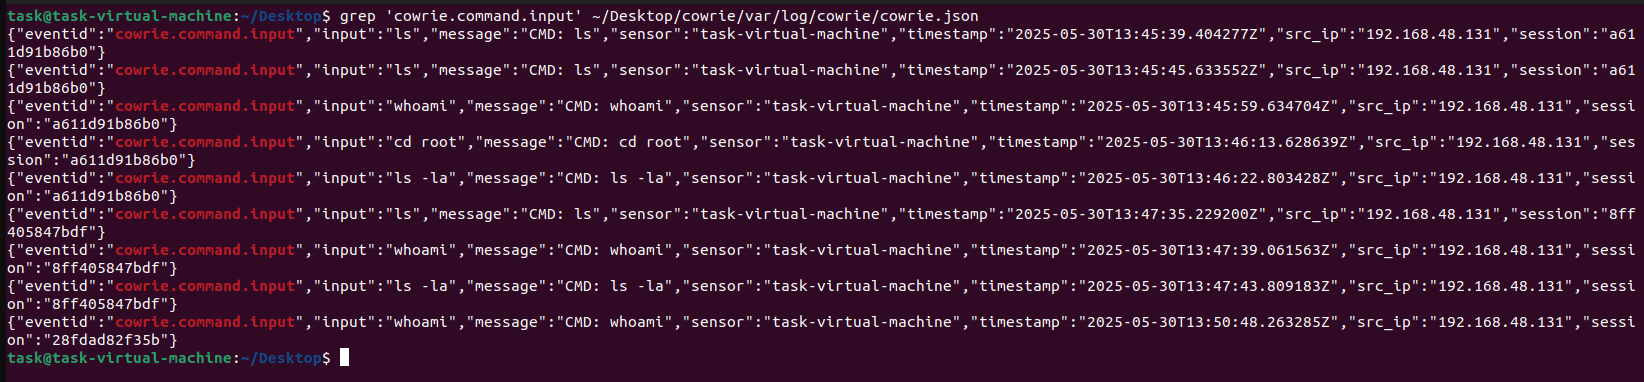 task@task-virtual-machine:~/Desktop$ grep 'cowrie.command.input' ~/Desktop/cowrie/var/log/cowrie/cowrie.json
{"eventid":"cowrie.command.input","input":"ls","message":"CMD: ls","sensor":"task-virtual-machine","timestamp":"2025-05-30T13:45:39.404277Z","src_ip":"192.168.48.131","session":"a61
1d91b86b0"}
{"eventid":"cowrie.command.input","input":"ls","message":"CMD: ls","sensor":"task-virtual-machine","timestamp":"2025-05-30T13:45:45.633552Z","src_ip":"192.168.48.131","session":"a61
1d91b86b0"}
{"eventid":"cowrie.command.input","input":"whoami","message":"CMD: whoami","sensor":"task-virtual-machine","timestamp":"2025-05-30T13:45:59.634704Z","src_ip":"192.168.48.131","sessi
on":"a611d91b86b0"}
{"eventid":"cowrie.command.input","input":"cd root","message":"CMD: cd root","sensor":"task-virtual-machine","timestamp":"2025-05-30T13:46:13.628639Z","src_ip":"192.168.48.131","ses
sion":"a611d91b86b0"}
{"eventid":"cowrie.command.input","input":"ls -la","message":"CMD: ls -la","sensor":"task-virtual-machine","timestamp":"2025-05-30T13:46:22.803428Z","src_ip":"192.168.48.131","sessi
on":"a611d91b86b0"}
{"eventid":"cowrie.command.input","input":"ls","message":"CMD: ls","sensor":"task-virtual-machine","timestamp":"2025-05-30T13:47:35.229200Z","src_ip":"192.168.48.131","session":"8ff
405847bdf"}
{"eventid":"cowrie.command.input","input":"whoami","message":"CMD: whoami","sensor":"task-virtual-machine","timestamp":"2025-05-30T13:47:39.061563Z","src_ip":"192.168.48.131","sessi
on":"8ff405847bdf"}
{"eventid":"cowrie.command.input","input":"ls -la","message":"CMD: ls -la","sensor":"task-virtual-machine","timestamp":"2025-05-30T13:47:43.809183Z","src_ip":"192.168.48.131","sessi
on":"8ff405847bdf"}
{"eventid":"cowrie.command.input","input":"whoami","message":"CMD: whoami","sensor":"task-virtual-machine","timestamp":"2025-05-30T13:50:48.263285Z","src_ip":"192.168.48.131","sessi
on":"28fdad82f35b"}
task@task-virtual-machine:~/Desktop$